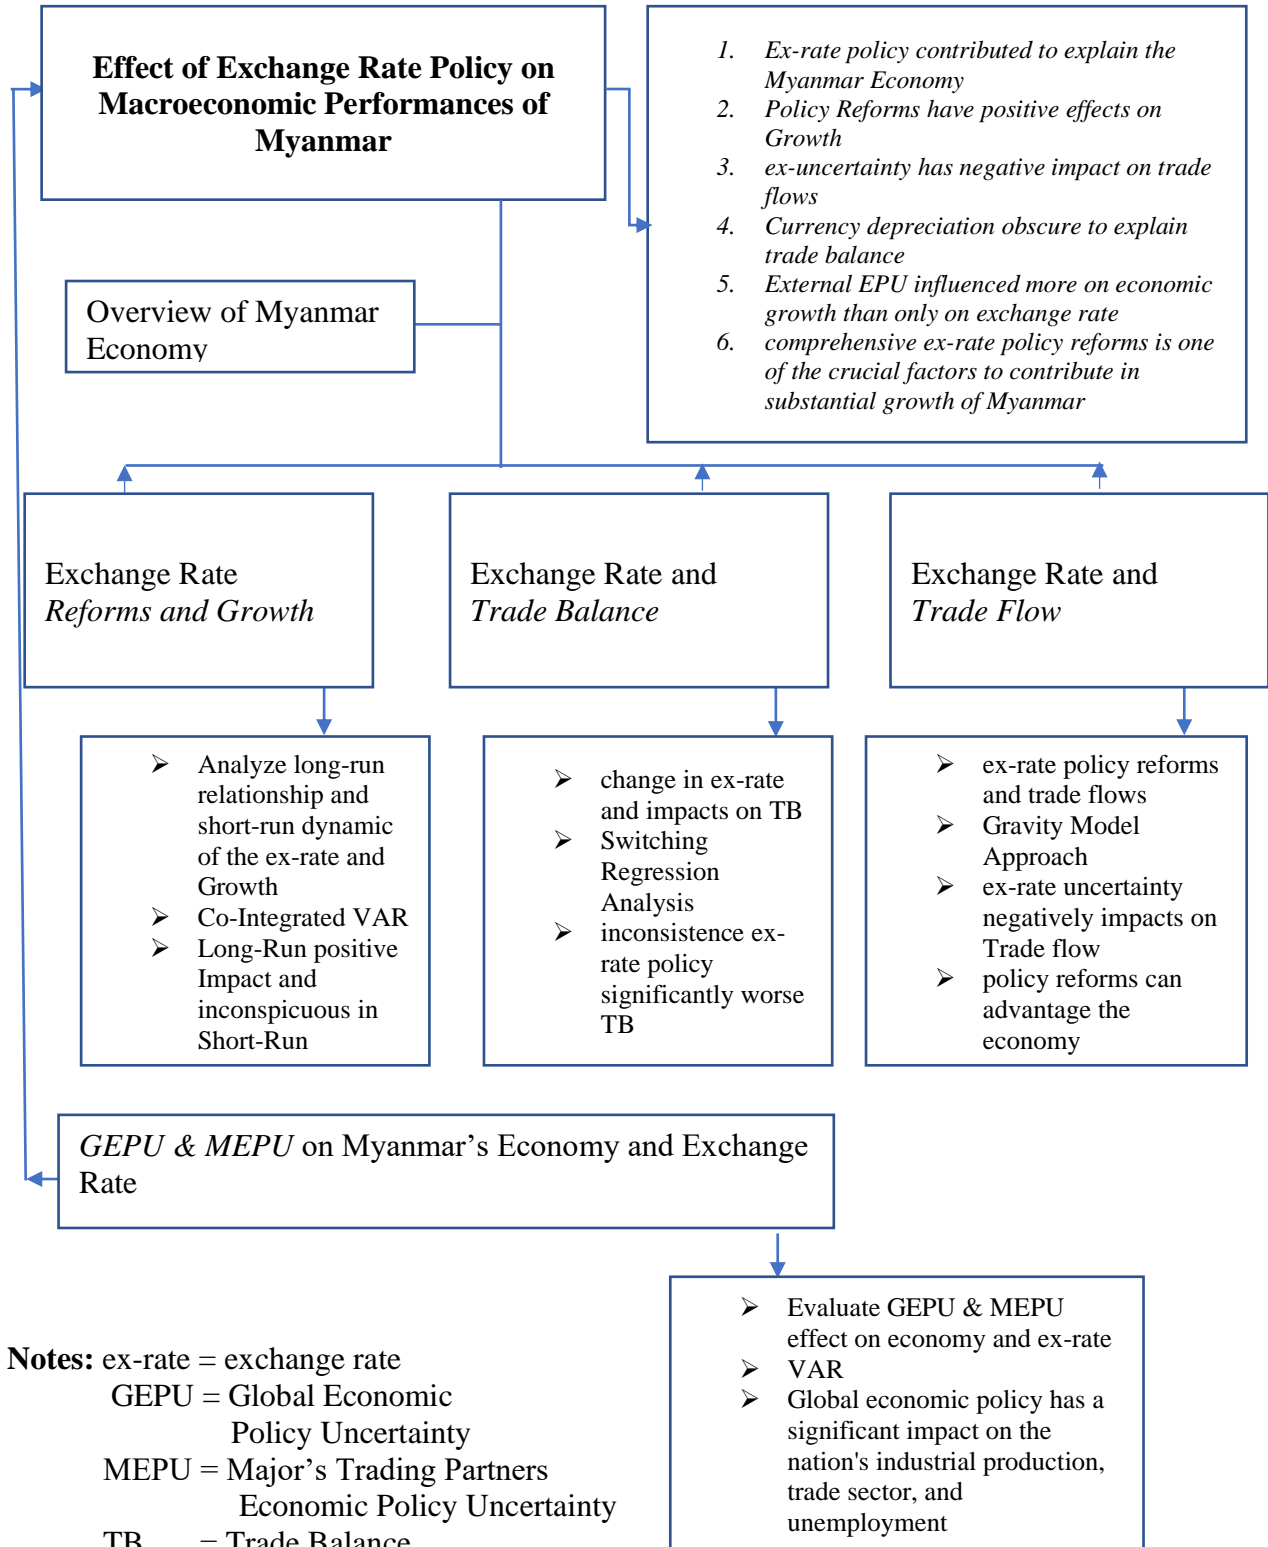 Effect of Exchange Rate Policy on
Macroeconomic Performances of
Myanmar
1. Ex-rate policy contributed to explain the
Myanmar Economy
2. Policy Reforms have positive effects on
Growth
3. ex-uncertainty has negative impact on trade
flows
4. Currency depreciation obscure to explain
trade balance
5. External EPU influenced more on economic
growth than only on exchange rate
6. comprehensive ex-rate policy reforms is one
of the crucial factors to contribute in
substantial growth of Myanmar
Overview of Myanmar
Economy
Exchange Rate
Reforms and Growth
Exchange Rate and
Trade Balance
Exchange Rate and
Trade Flow
➢ Analyze long-run
relationship and
short-run dynamic
of the ex-rate and
Growth
➢ Co-Integrated VAR
➢ Long-Run positive
Impact and
inconspicuous in
Short-Run
➢ change in ex-rate
and impacts on TB
➢ Switching
Regression
Analysis
➢ inconsistence ex-
rate policy
significantly worse
TB
➢ ex-rate policy reforms
and trade flows
➢ Gravity Model
Approach
➢ ex-rate uncertainty
negatively impacts on
Trade flow
➢ policy reforms can
advantage the
economy
GEPU & MEPU on Myanmar’s Economy and Exchange
Rate
➢ Evaluate GEPU & MEPU
effect on economy and ex-rate
➢ VAR
➢ Global economic policy has a
significant impact on the
nation's industrial production,
trade sector, and
unemployment
Notes: ex-rate = exchange rate
GEPU = Global Economic
Policy Uncertainty
MEPU = Major’s Trading Partners
Economic Policy Uncertainty
TB = Trade Balance